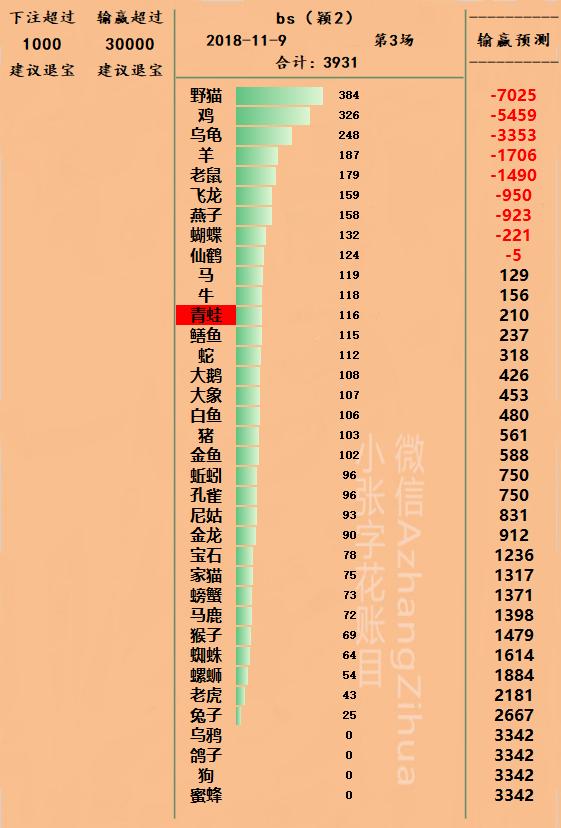 下注超过 输赢超过
1000 30000
建议退宝 建议退宝
bs（颖2）
2018-11-9 第3场
合计：3931
输赢预测
野猫 384 -7025
鸡 326 -5459
乌龟 248 -3353
羊 187 -1706
老鼠 179 -1490
飞龙 159 -950
燕子 158 -923
蝴蝶 132 -221
仙鹤 124 -5
马 119 129
牛 118 156
青蛙 116 210
鳝鱼 115 237
蛇 112 318
大鹅 108 426
大象 107 453
白鱼 106 480
猪 103 561
金鱼 102 588
蚯蚓 96 750
孔雀 96 750
尼姑 93 831
金龙 90 912
宝石 78 1236
家猫 75 1317
螃蟹 73 1371
马鹿 72 1398
猴子 69 1479
蜘蛛 64 1614
螺蛳 54 1884
老虎 43 2181
兔子 25 2667
乌鸦 0 3342
鸽子 0 3342
狗 0 3342
蜜蜂 0 3342
微信AzhangZihua
小张字花账目